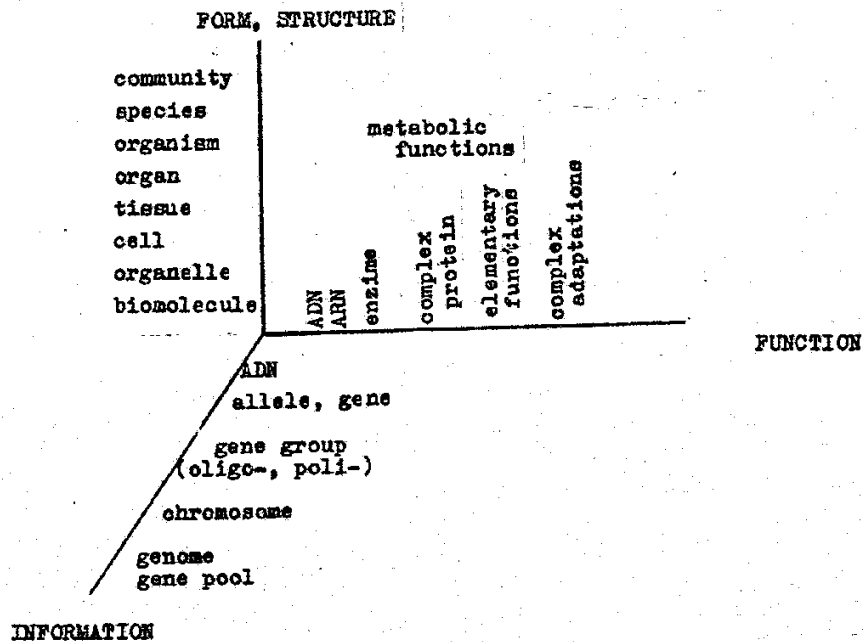 FORM, STRUCTURE
community
species
organism
organ
tissue
cell
organelle
biomolecule
metabolic
functions
ADN
ARN
enzime
complex
protein
elementary
functions
complex
adaptations
FUNCTION
ADN
allele, gene
gene group
(oligo-, poli-)
chromosome
genome
gene pool
INFORMATION